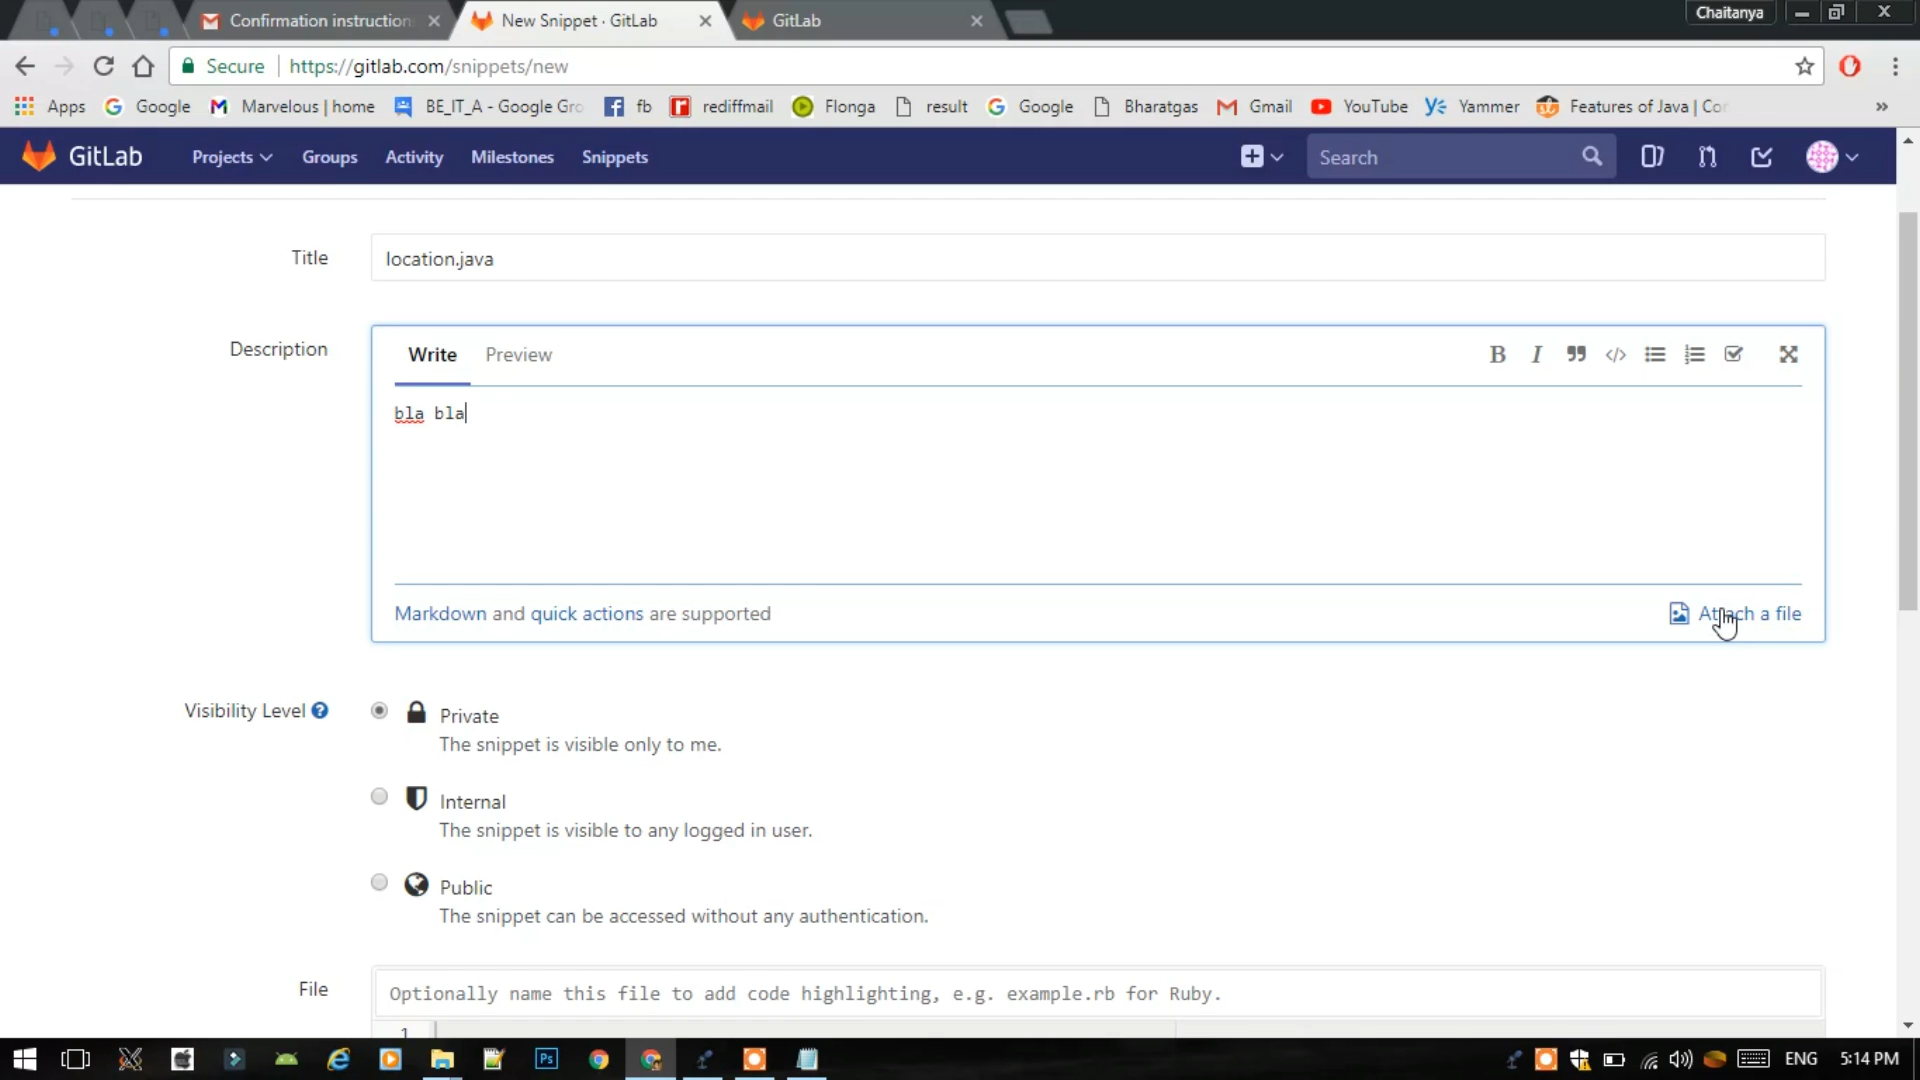 Confirmation instruction
New Snippet · GitLab
GitLab
Chaitanya
Secure
https://gitlab.com/snippets/new
Apps
Google
Marvelous | home
BE_IT_A - Google Gro
fb
rediffmail
Flonga
result
Google
Bharatgas
Gmail
YouTube
Yammer
Features of Java | Cor
»
GitLab
Projects
Groups
Activity
Milestones
Snippets
Search
Title
location.java
Description
Write
Preview
B
I
bla bla
Markdown and quick actions are supported
Attach a file
Visibility Level
Private
The snippet is visible only to me.
Internal
The snippet is visible to any logged in user.
Public
The snippet can be accessed without any authentication.
File
Optionally name this file to add code highlighting, e.g. example.rb for Ruby.
1
Ps
ENG
5:14 PM